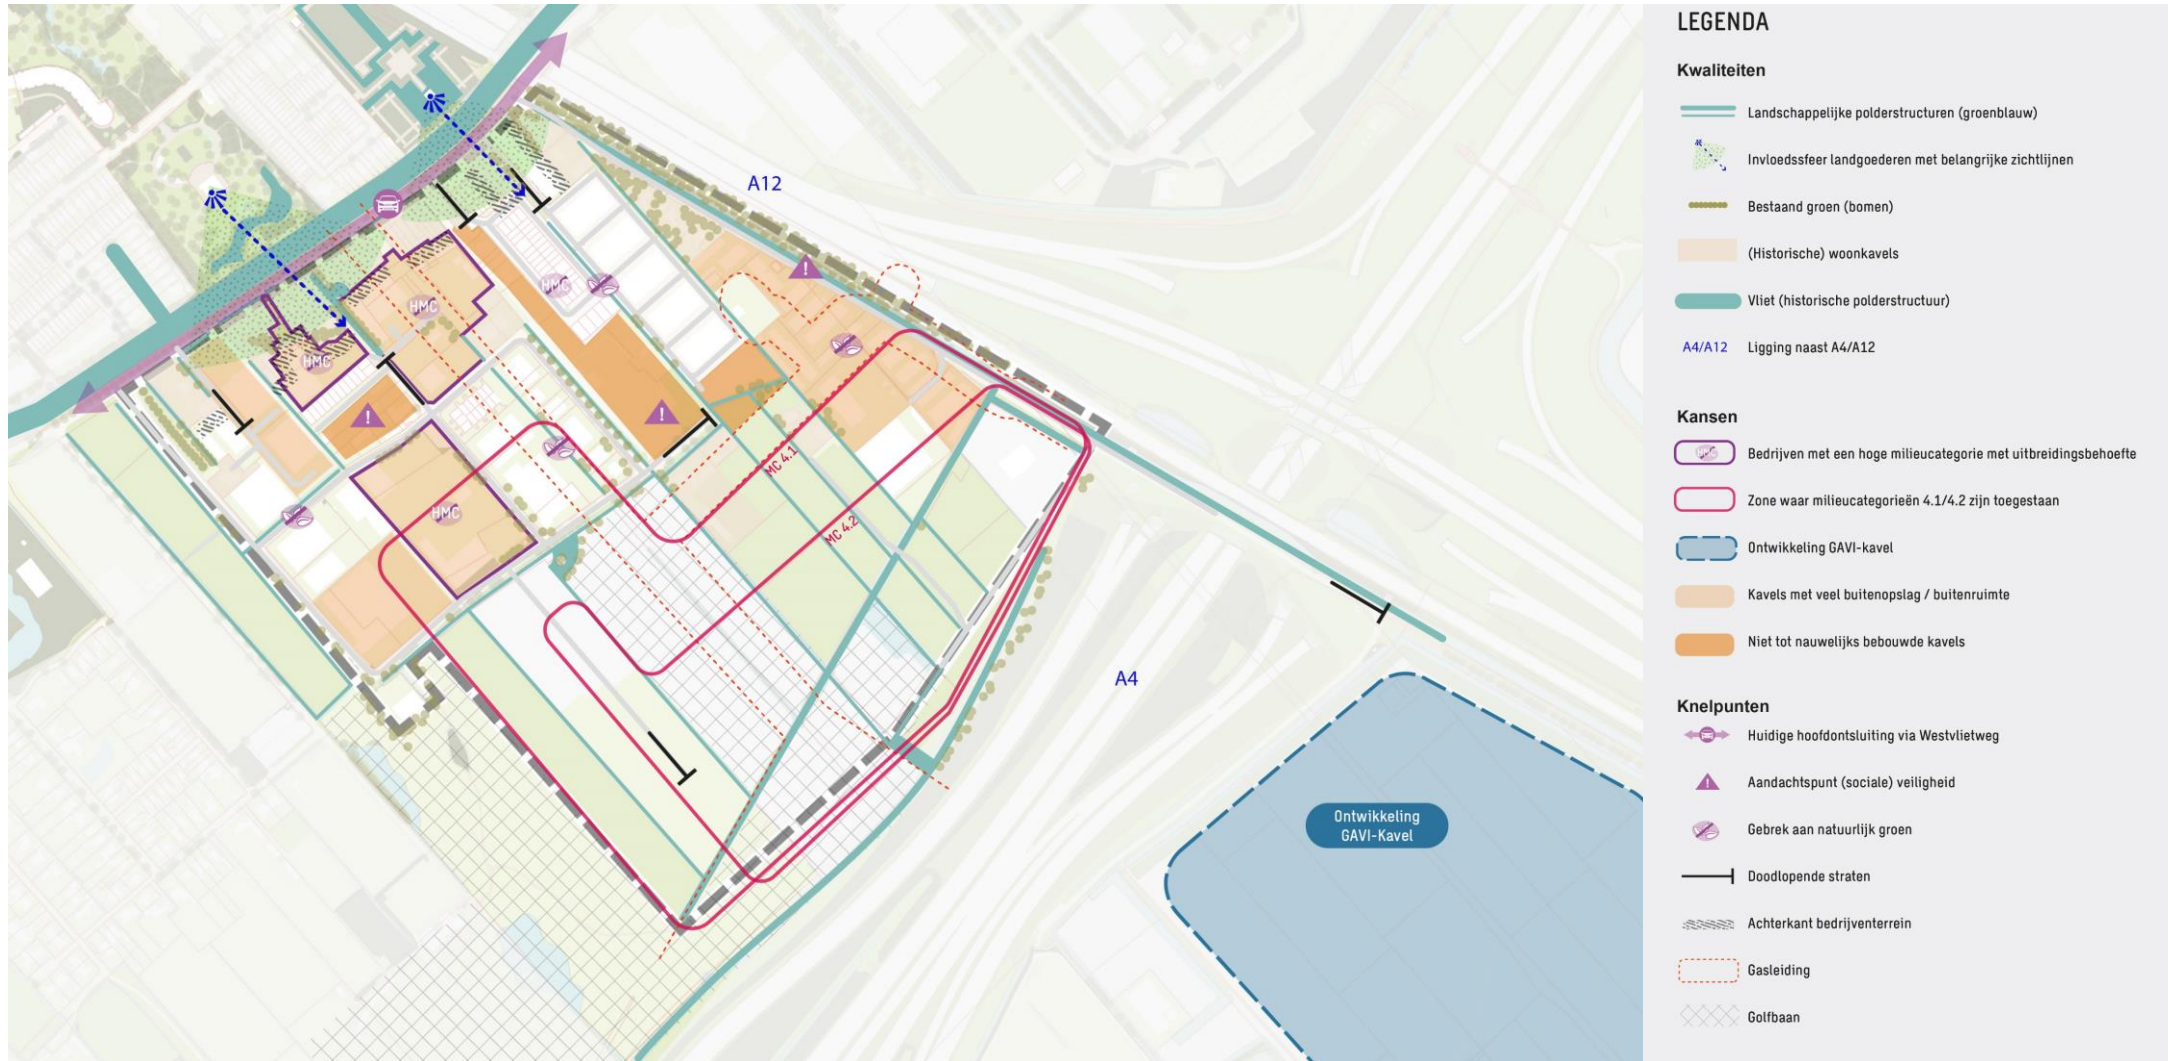 A12
HMC
HMC
HMC
MC 4.1
HMC
MC 4.2
A4
Ontwikkeling
GAVI-Kavel
LEGENDA
Kwaliteiten
Landschappelijke polderstructuren (groenblauw)
Invloedssfeer landgoederen met belangrijke zichtlijnen
Bestaand groen (bomen)
(Historische) woonkavels
Vliet (historische polderstructuur)
A4/A12 Ligging naast A4/A12
Kansen
HMC Bedrijven met een hoge milieucategorie met uitbreidingsbehoefte
Zone waar milieucategorieën 4.1/4.2 zijn toegestaan
Ontwikkeling GAVI-kavel
Kavels met veel buitenopslag / buitenruimte
Niet tot nauwelijks bebouwde kavels
Knelpunten
Huidige hoofdontsluiting via Westvlietweg
! Aandachtspunt (sociale) veiligheid
Gebrek aan natuurlijk groen
Doodlopende straten
Achterkant bedrijventerrein
Gasleiding
Golfbaan